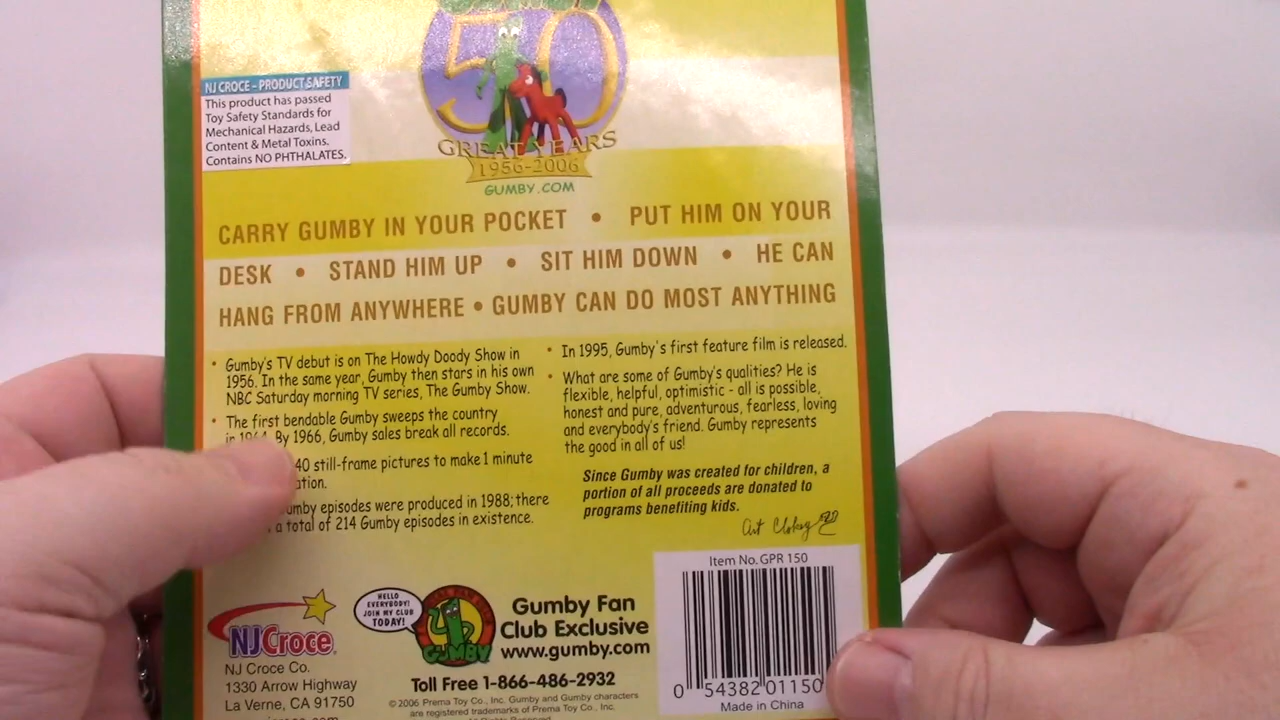 50
GREAT YEARS
1956-2006
GUMBY.COM
NJ CROCE - PRODUCT SAFETY
This product has passed
Toy Safety Standards for
Mechanical Hazards, Lead
Content & Metal Toxins.
Contains NO PHTHALATES.
CARRY GUMBY IN YOUR POCKET • PUT HIM ON YOUR
DESK • STAND HIM UP • SIT HIM DOWN • HE CAN
HANG FROM ANYWHERE • GUMBY CAN DO MOST ANYTHING
• Gumby's TV debut is on The Howdy Doody Show in
1956. In the same year, Gumby then stars in his own
NBC Saturday morning TV series, The Gumby Show.
• The first bendable Gumby sweeps the country
in 1964. By 1966, Gumby sales break all records.
40 still-frame pictures to make 1 minute
episodes were produced in 1988; there
a total of 214 Gumby episodes in existence.
• In 1995, Gumby's first feature film is released.
• What are some of Gumby's qualities? He is
flexible, helpful, optimistic - all is possible,
honest and pure, adventurous, fearless, loving
and everybody's friend. Gumby represents
the good in all of us!
Since Gumby was created for children, a
portion of all proceeds are donated to
programs benefiting kids.
Art Clokey
NJCroce
NJ Croce Co.
1330 Arrow Highway
La Verne, CA 91750
HELLO
EVERYBODY!
JOIN MY CLUB
TODAY!
GUMBY
Gumby Fan
Club Exclusive
www.gumby.com
Toll Free 1-866-486-2932
© 2006 Prema Toy Co., Inc. Gumby and Gumby characters
are registered trademarks of Prema Toy Co., Inc.
All Rights Reserved
Item No. GPR 150
0 54382 01150
Made in China